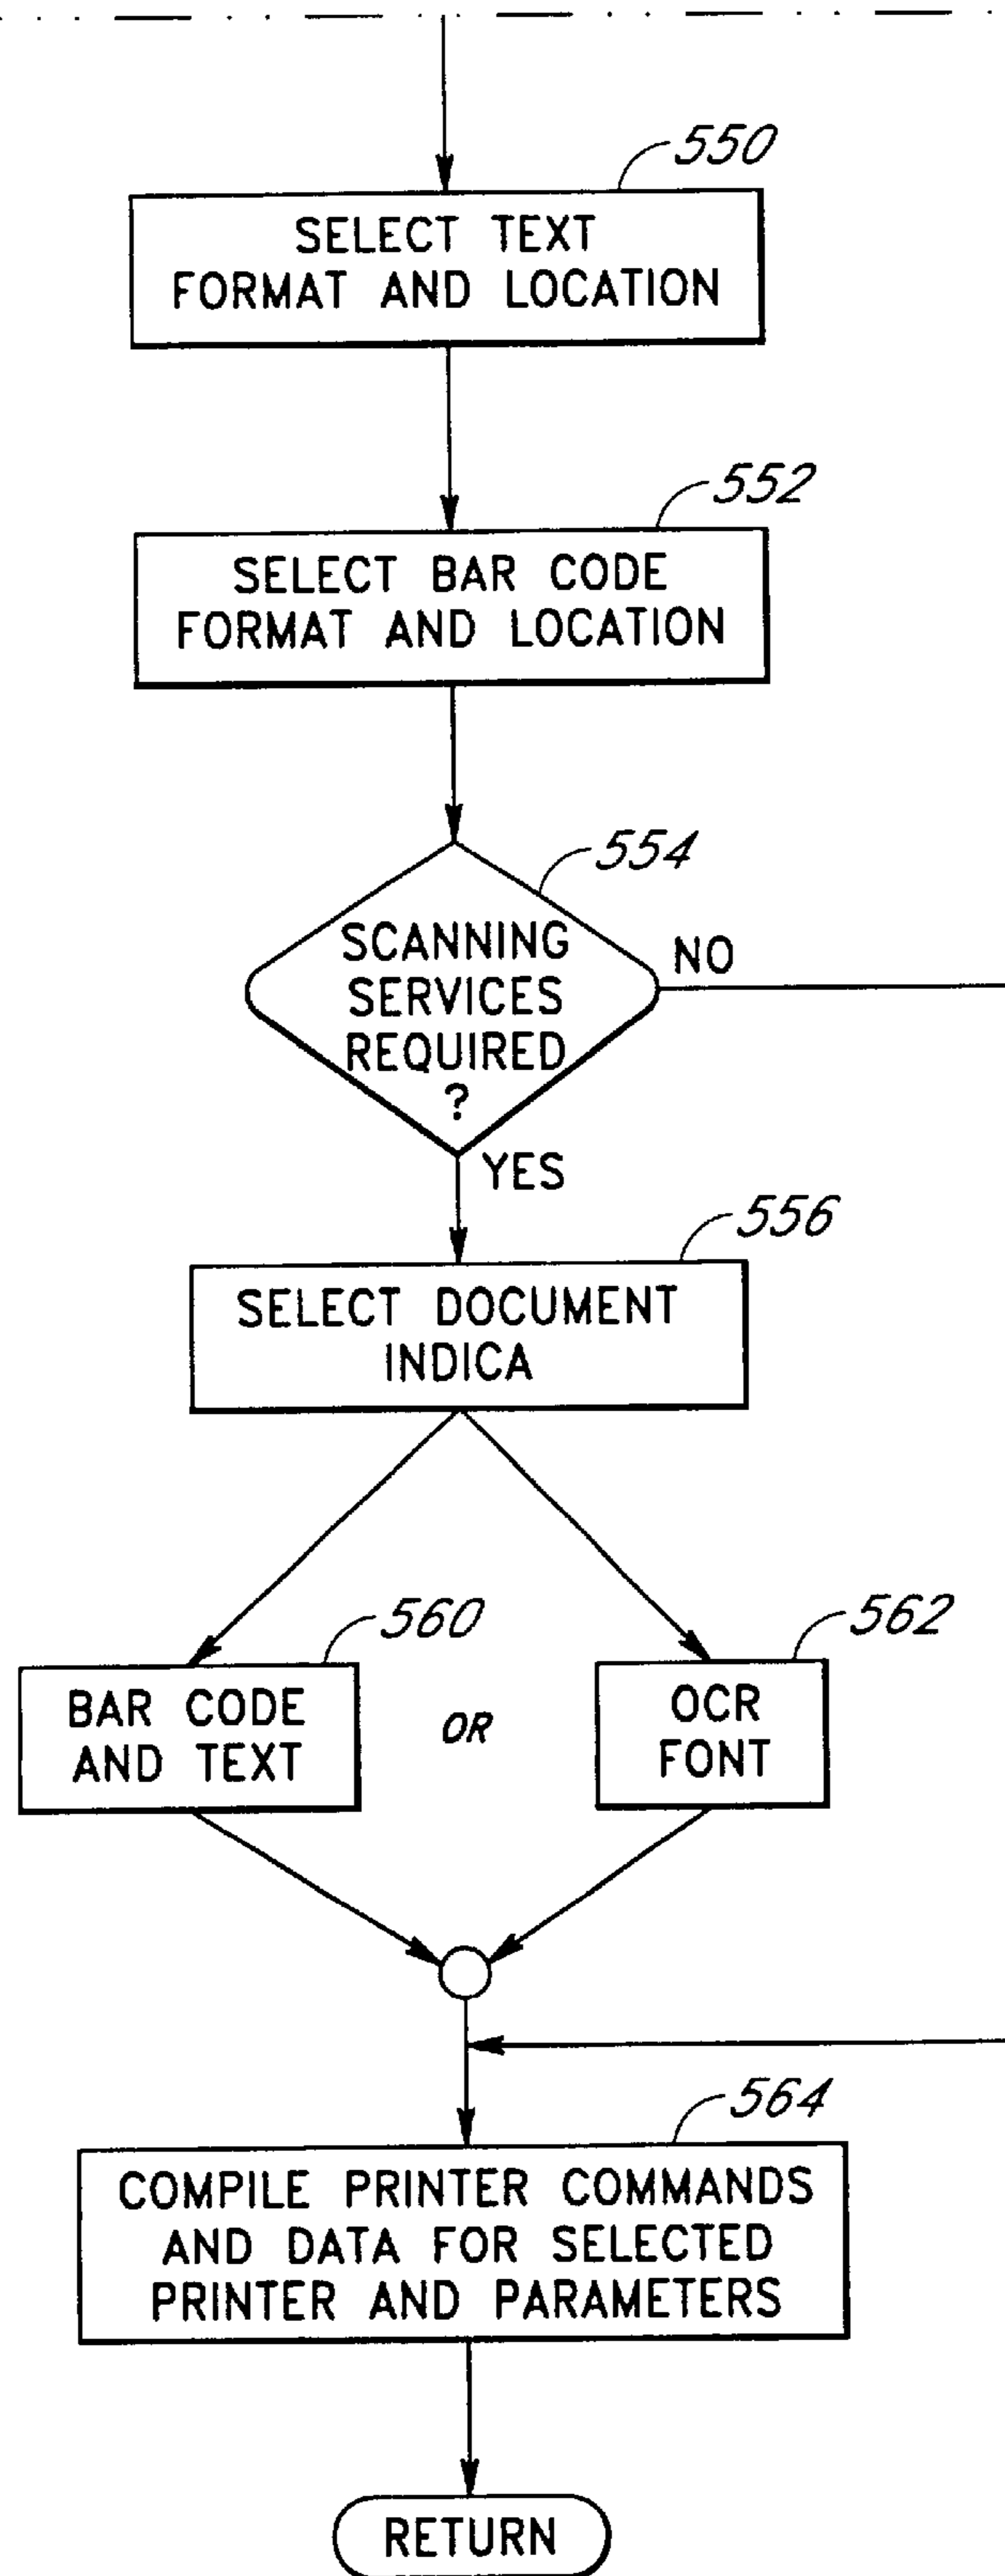 550
SELECT TEXT
FORMAT AND LOCATION
552
SELECT BAR CODE
FORMAT AND LOCATION
554
SCANNING
SERVICES
REQUIRED
?
NO
YES
556
SELECT DOCUMENT
INDICA
560
BAR CODE
AND TEXT
OR
562
OCR
FONT
564
COMPILE PRINTER COMMANDS
AND DATA FOR SELECTED
PRINTER AND PARAMETERS
RETURN